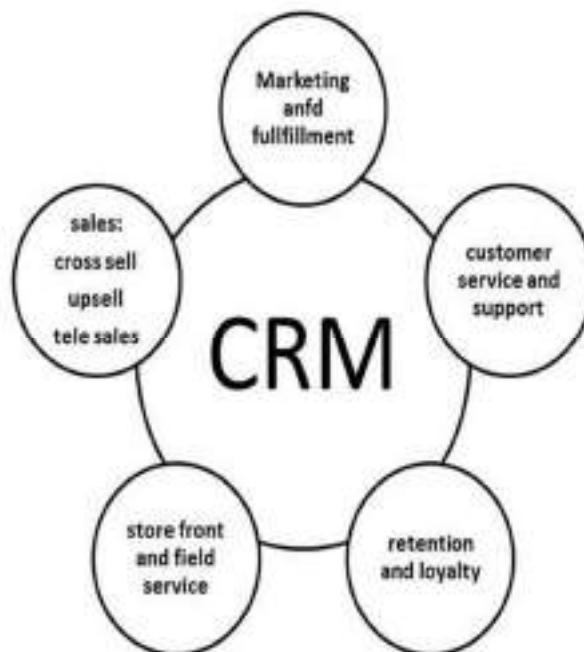 Marketing
anfd
fullfillment
sales:
cross sell
upsell
tele sales
customer
service and
support
CRM
store front
and field
service
retention
and loyalty